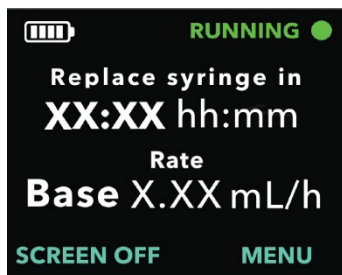 RUNNING
Replace syringe in
XX:XX hh:mm
Rate
Base X.XX mL/h
SCREEN OFF MENU